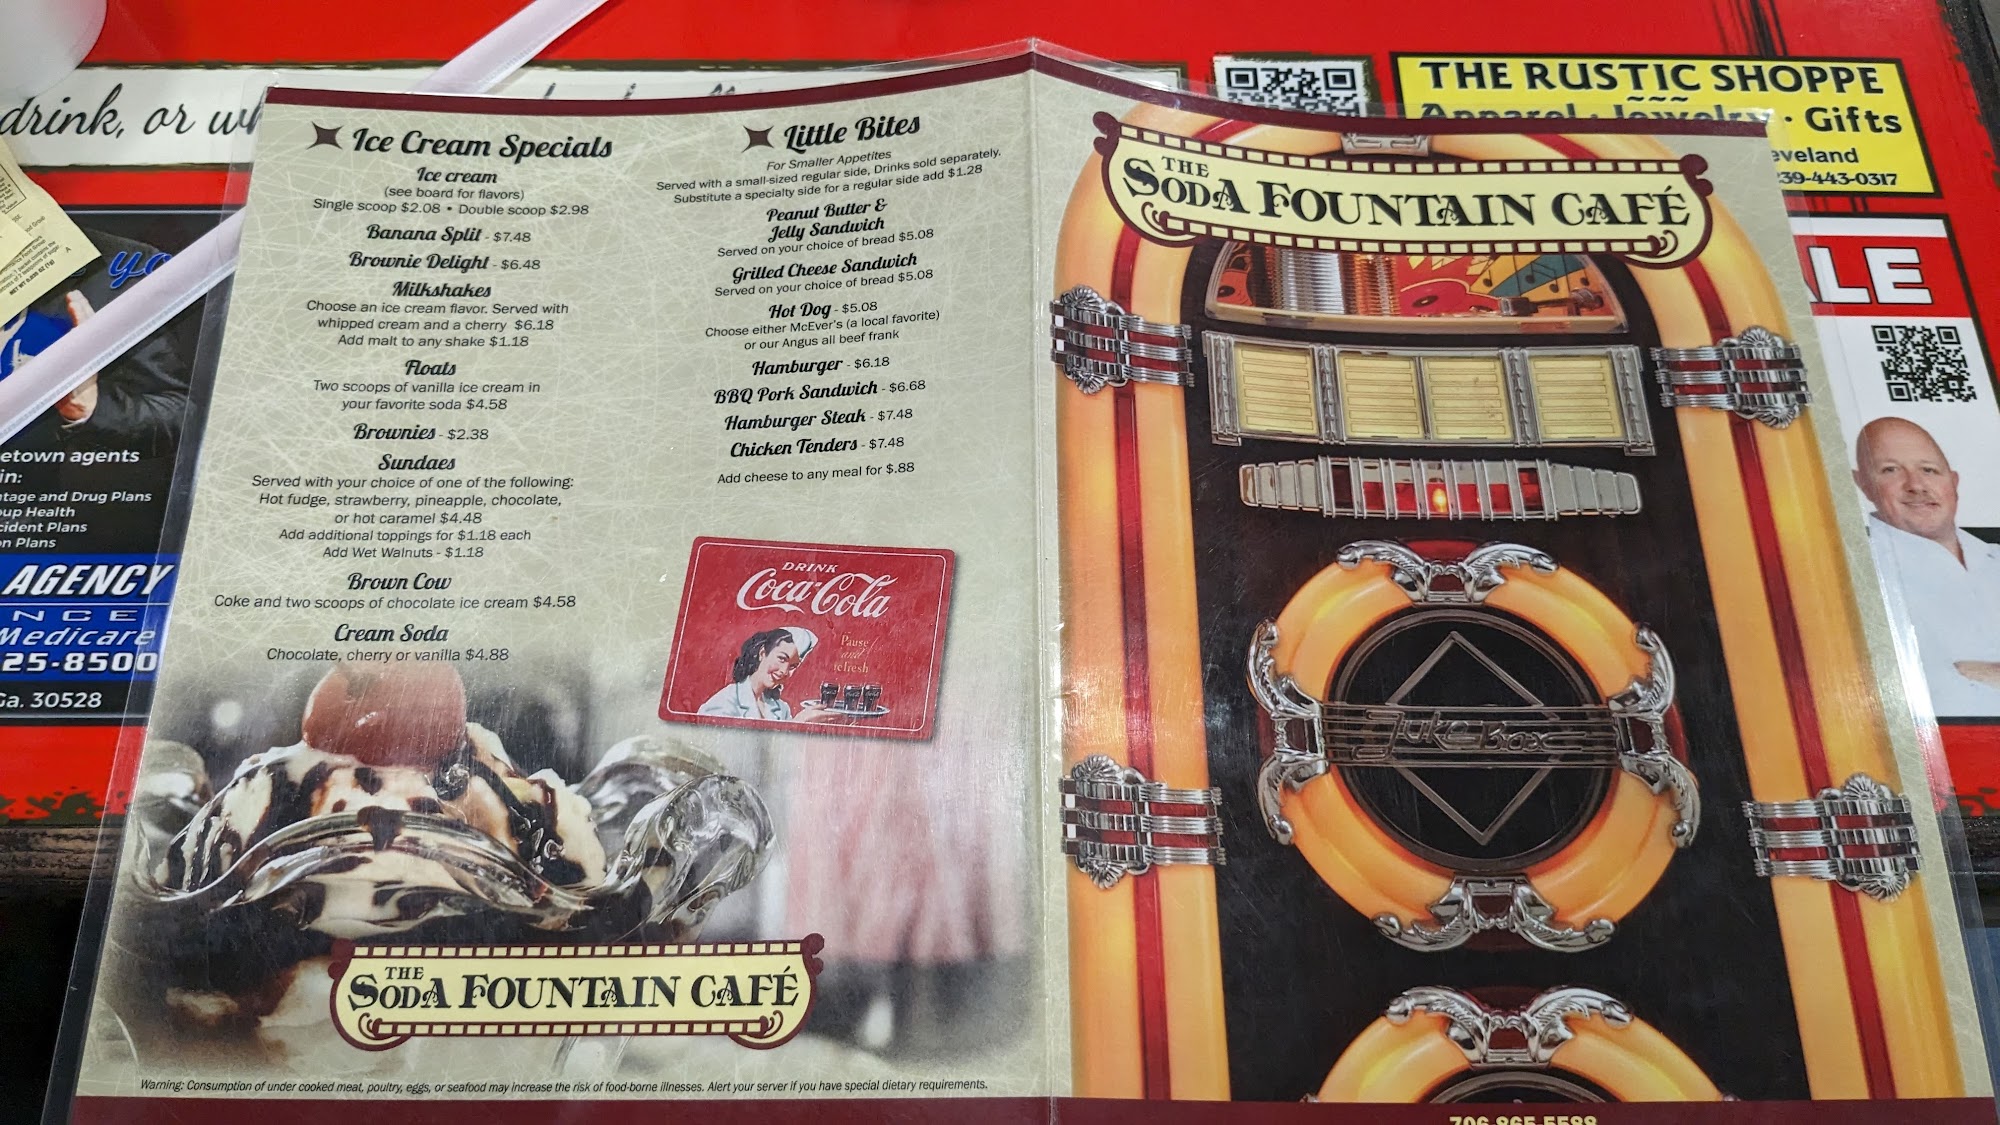 drink, or wh
Ice Cream Specials
Ice cream
(see board for flavors)
Single scoop $2.08 • Double scoop $2.98
Banana Split - $7.48
Brownie Delight - $6.48
Milkshakes
Choose an ice cream flavor. Served with
whipped cream and a cherry $6.18
Add malt to any shake $1.18
Floats
Two scoops of vanilla ice cream in
your favorite soda $4.58
Brownies - $2.38
Sundaes
Served with your choice of one of the following:
Hot fudge, strawberry, pineapple, chocolate,
or hot caramel $4.48
Add additional toppings for $1.18 each
Add Wet Walnuts - $1.18
Brown Cow
Coke and two scoops of chocolate ice cream $4.58
Cream Soda
Chocolate, cherry or vanilla $4.88
Little Bites
For Smaller Appetites
Served with a small-sized regular side, Drinks sold separately.
Substitute a specialty side for a regular side add $1.28
Peanut Butter &
Jelly Sandwich
Served on your choice of bread $5.08
Grilled Cheese Sandwich
Served on your choice of bread $5.08
Hot Dog - $5.08
Choose either McEver's (a local favorite)
or our Angus all beef frank
Hamburger - $6.18
BBQ Pork Sandwich - $6.68
Hamburger Steak - $7.48
Chicken Tenders - $7.48
Add cheese to any meal for $.88
DRINK
Coca-Cola
Pause
and
refresh
THE
SODA FOUNTAIN CAFÉ
Warning: Consumption of under cooked meat, poultry, eggs, or seafood may increase the risk of food-borne illnesses. Alert your server if you have special dietary requirements.
THE
SODA FOUNTAIN CAFÉ
Juke Box
706-865-5588
THE RUSTIC SHOPPE
Apparel · Jewelry · Gifts
eveland
239-443-0317
ALE
yo
etown agents
in:
tage and Drug Plans
oup Health
cident Plans
n Plans
AGENCY
NCE
Medicare
25-8500
Ga. 30528